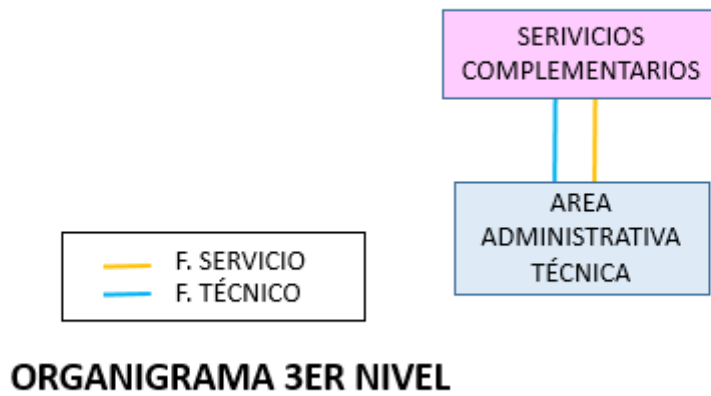 SERIVICIOS
COMPLEMENTARIOS
AREA
ADMINISTRATIVA
TÉCNICA
F. SERVICIO
F. TÉCNICO
ORGANIGRAMA 3ER NIVEL